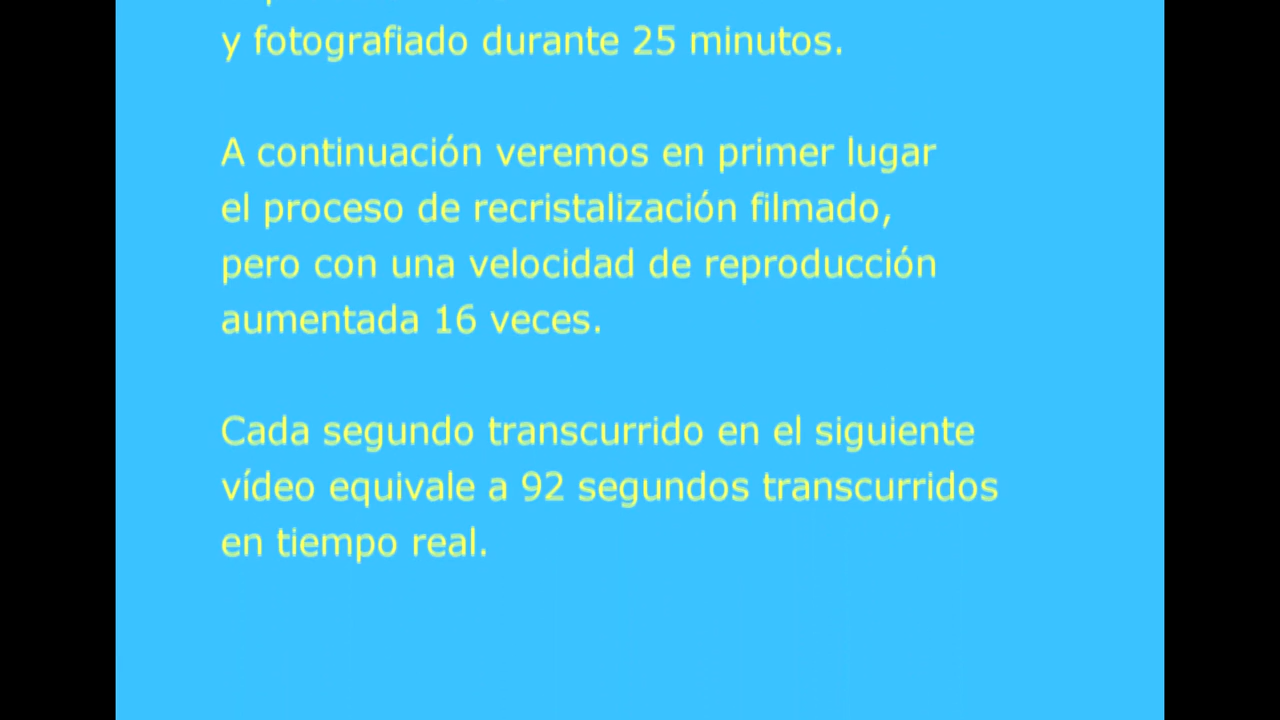 y fotografiado durante 25 minutos.
A continuación veremos en primer lugar
el proceso de recristalización filmado,
pero con una velocidad de reproducción
aumentada 16 veces.
Cada segundo transcurrido en el siguiente
vídeo equivale a 92 segundos transcurridos
en tiempo real.